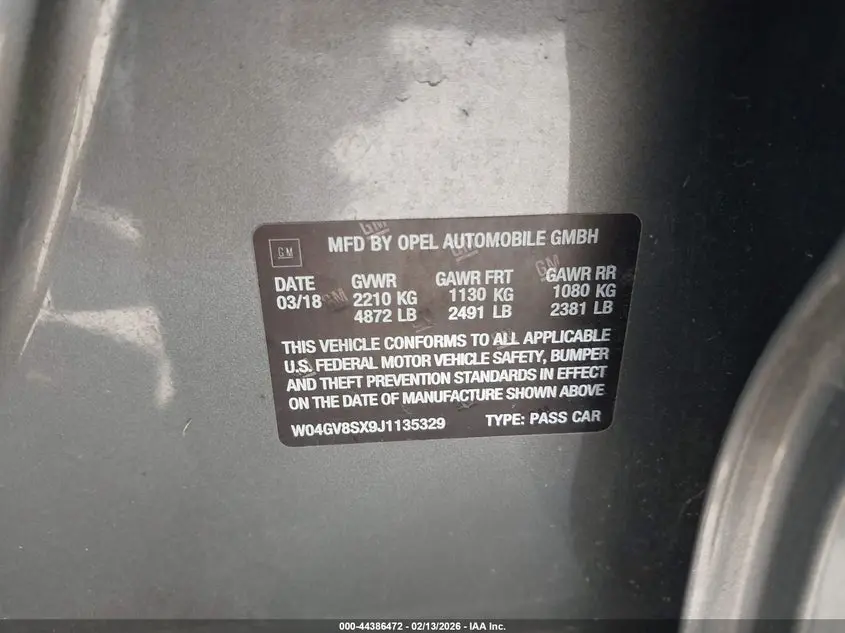 GM
MFD BY OPEL AUTOMOBILE GMBH
DATE GVWR GAWR FRT GAWR RR
03/18 2210 KG 1130 KG 1080 KG
4872 LB 2491 LB 2381 LB
THIS VEHICLE CONFORMS TO ALL APPLICABLE
U.S. FEDERAL MOTOR VEHICLE SAFETY, BUMPER
AND THEFT PREVENTION STANDARDS IN EFFECT
ON THE DATE OF MANUFACTURE SHOWN ABOVE
W04GV8SX9J1135329 TYPE: PASS CAR
000-44386472 — 02/13/2026 — IAA Inc.